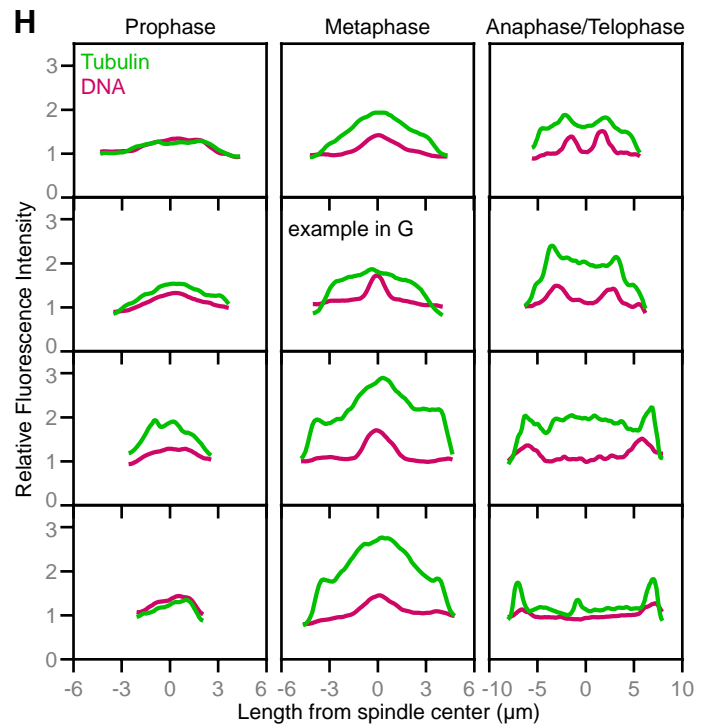 H
Prophase Metaphase Anaphase/Telophase
Tubulin
DNA
3
2
1
0
example in G
3
2
1
0
3
2
1
0
3
2
1
0
Relative Fluorescence Intensity
-6 -3 0 3 6 -6 -3 0 3 6 -10 -5 0 5 10
Length from spindle center (µm)